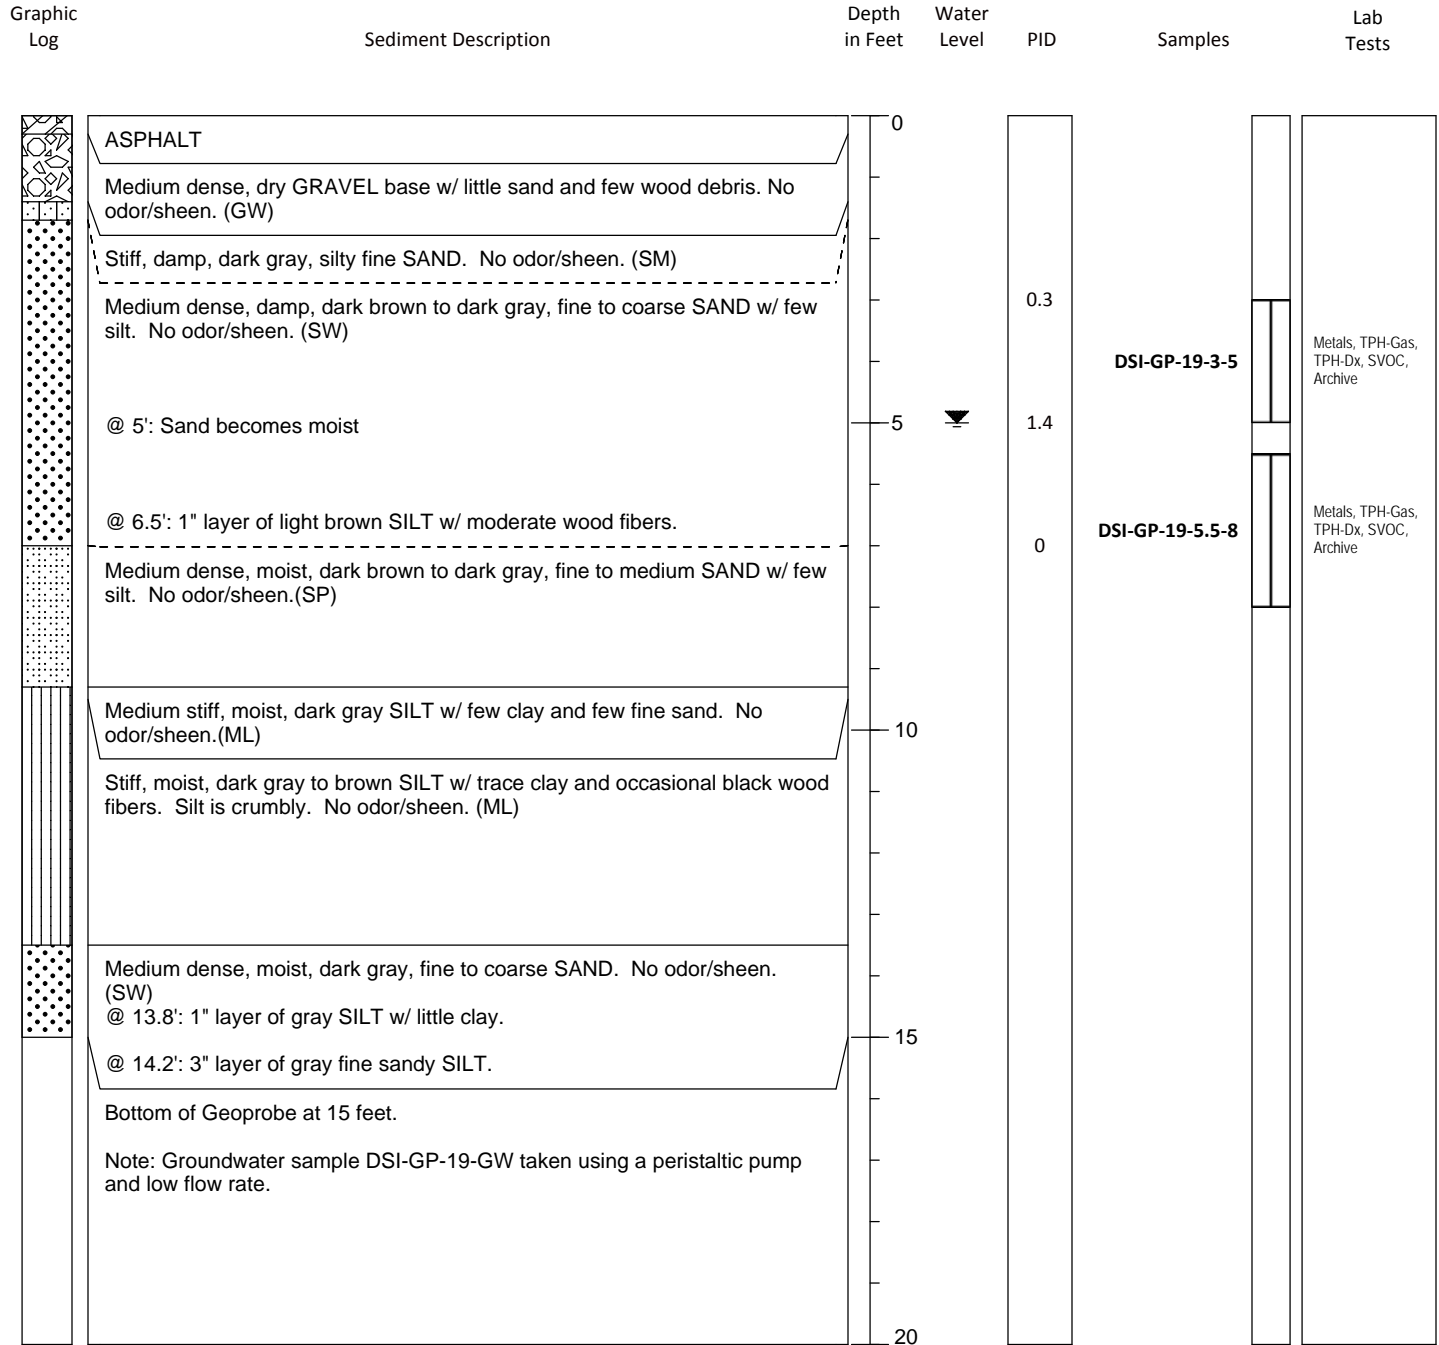 Graphic Log
Sediment Description
Depth in Feet
Water Level
PID
Samples
Lab Tests
ASPHALT
0
Medium dense, dry GRAVEL base w/ little sand and few wood debris. No
odor/sheen. (GW)
Stiff, damp, dark gray, silty fine SAND.  No odor/sheen. (SM)
Medium dense, damp, dark brown to dark gray, fine to coarse SAND w/ few
silt.  No odor/sheen. (SW)
0.3
DSI-GP-19-3-5
Metals, TPH-Gas,
TPH-Dx, SVOC,
Archive
@ 5': Sand becomes moist
5
1.4
@ 6.5': 1" layer of light brown SILT w/ moderate wood fibers.
0
DSI-GP-19-5.5-8
Metals, TPH-Gas,
TPH-Dx, SVOC,
Archive
Medium dense, moist, dark brown to dark gray, fine to medium SAND w/ few
silt.  No odor/sheen.(SP)
Medium stiff, moist, dark gray SILT w/ few clay and few fine sand.  No
odor/sheen.(ML)
10
Stiff, moist, dark gray to brown SILT w/ trace clay and occasional black wood
fibers.  Silt is crumbly.  No odor/sheen. (ML)
Medium dense, moist, dark gray, fine to coarse SAND.  No odor/sheen.
(SW)
@ 13.8': 1" layer of gray SILT w/ little clay.
15
@ 14.2': 3" layer of gray fine sandy SILT.
Bottom of Geoprobe at 15 feet.
Note: Groundwater sample DSI-GP-19-GW taken using a peristaltic pump
and low flow rate.
20